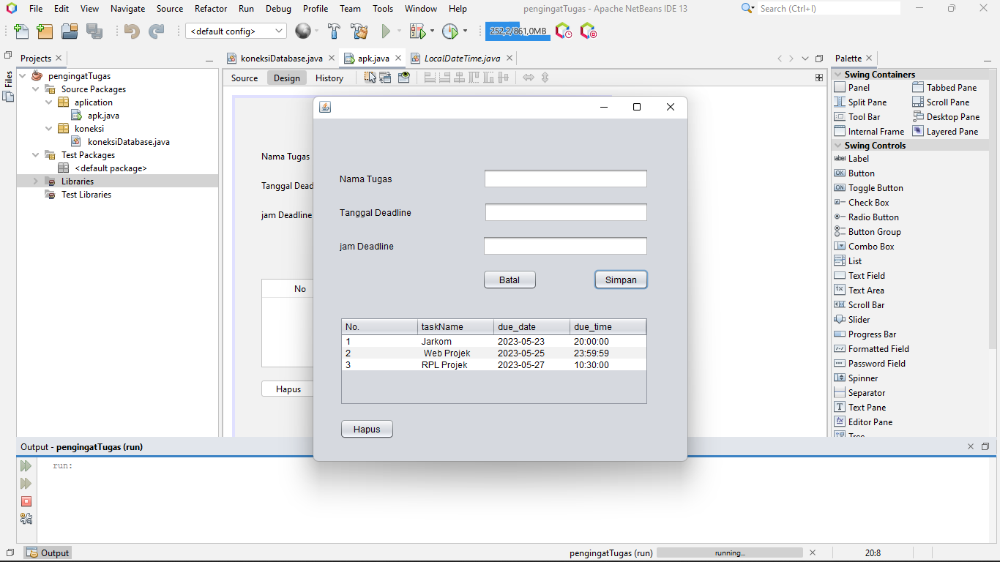 File Edit View Navigate Source Refactor Run Debug Profile Team Tools Window Help
pengingatTugas - Apache NetBeans IDE 13
Search (Ctrl+I)
<default config>
252,2/861,0MB
Projects
koneksiDatabase.java
apk.java
LocalDateTime.java
Palette
Files
Source Design History
pengingatTugas
Source Packages
aplication
apk.java
koneksi
koneksiDatabase.java
Test Packages
<default package>
Libraries
Test Libraries
Nama Tugas
Tanggal Dead
jam Deadline
No
Hapus
Nama Tugas
Tanggal Deadline
jam Deadline
Batal
Simpan
No. taskName due_date due_time
1 Jarkom 2023-05-23 20:00:00
2 Web Projek 2023-05-25 23:59:59
3 RPL Projek 2023-05-27 10:30:00
Hapus
Swing Containers
Panel Tabbed Pane
Split Pane Scroll Pane
Tool Bar Desktop Pane
Internal Frame Layered Pane
Swing Controls
label Label
OK Button
ON Toggle Button
Check Box
Radio Button
Button Group
Combo Box
List
Text Field
Text Area
Scroll Bar
Slider
Progress Bar
Formatted Field
Password Field
Spinner
Separator
T Text Pane
Editor Pane
Tree
Output - pengingatTugas (run)
run:
Output
pengingatTugas (run)
running...
20:8